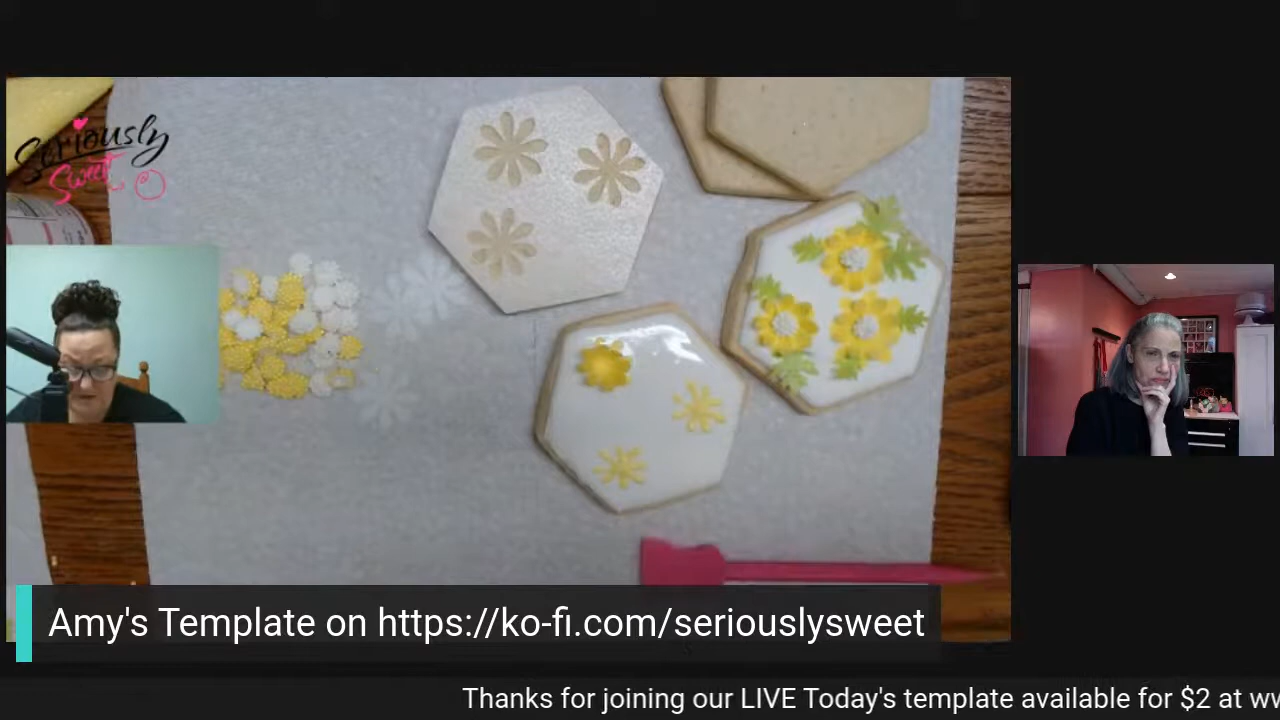 Seriously
Sweet
Amy's Template on https://ko-fi.com/seriouslysweet
Thanks for joining our LIVE Today's template available for $2 at